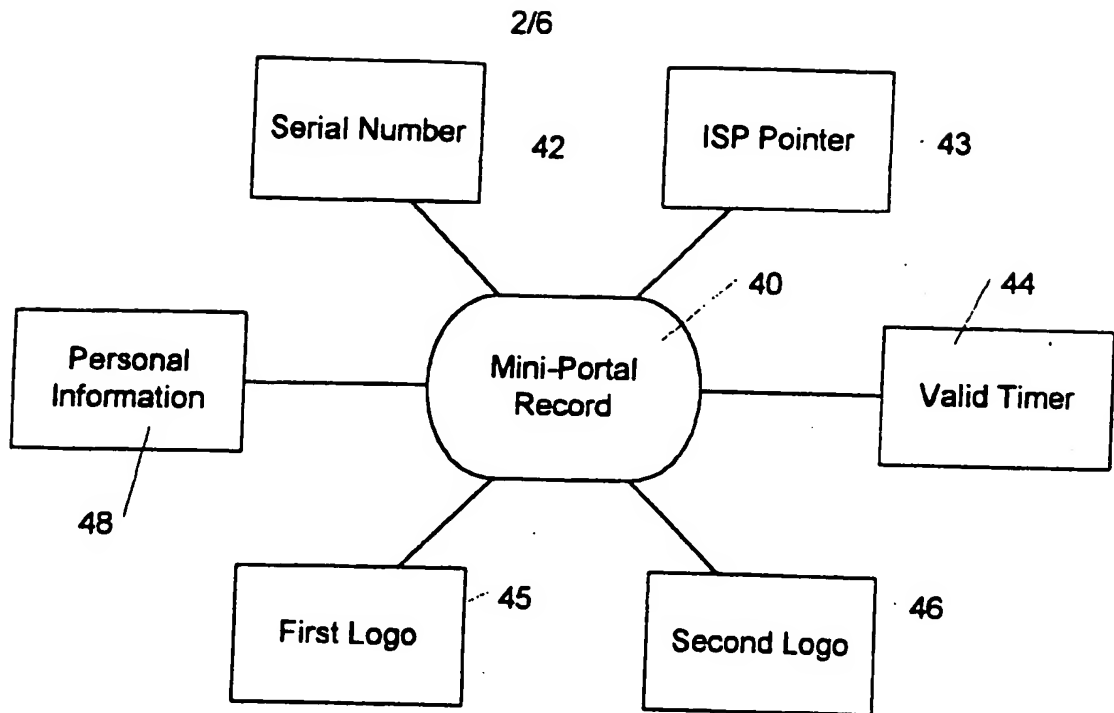 2/6
Serial Number
42
ISP Pointer
43
40
44
Personal
Information
Mini-Portal
Record
Valid Timer
48
First Logo
45
Second Logo
46